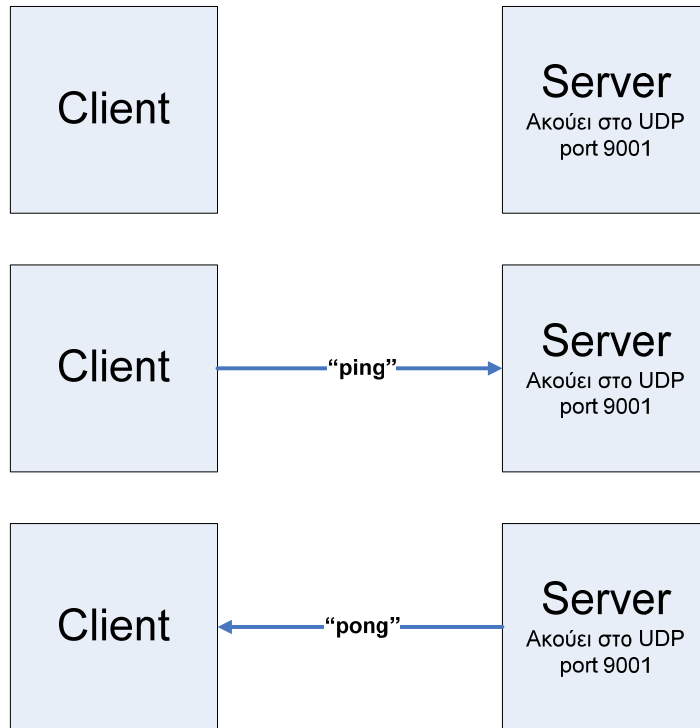 Client
Server
Ακούει στο UDP
port 9001
Client
“ping”
Server
Ακούει στο UDP
port 9001
Client
“pong”
Server
Ακούει στο UDP
port 9001